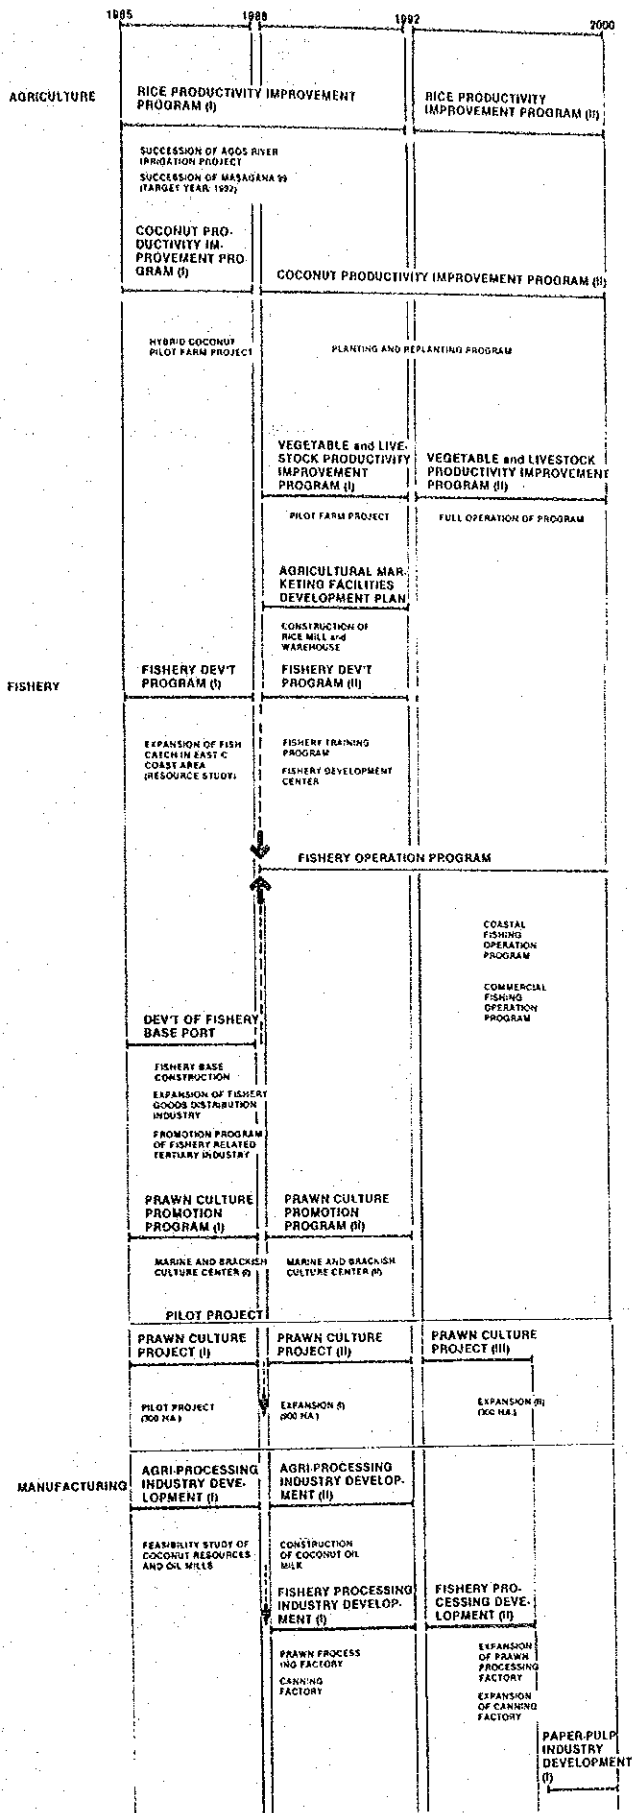 1985 1988 1992 2000
AGRICULTURE
RICE PRODUCTIVITY IMPROVEMENT
PROGRAM (I)
RICE PRODUCTIVITY
IMPROVEMENT PROGRAM (II)
SUCCESSION OF AGOS RIVER
IRRIGATION PROJECT
SUCCESSION OF MASAGANA 99
(TARGET YEAR: 1992)
COCONUT PRO-
DUCTIVITY IM-
PROVEMENT PRO-
GRAM (I)
COCONUT PRODUCTIVITY IMPROVEMENT PROGRAM (II)
HYBRID COCONUT
PILOT FARM PROJECT
PLANTING AND REPLANTING PROGRAM
VEGETABLE and LIVE-
STOCK PRODUCTIVITY
IMPROVEMENT
PROGRAM (I)
VEGETABLE and LIVESTOCK
PRODUCTIVITY IMPROVEMENT
PROGRAM (II)
PILOT FARM PROJECT
FULL OPERATION OF PROGRAM
AGRICULTURAL MAR-
KETING FACILITIES
DEVELOPMENT PLAN
CONSTRUCTION OF
RICE MILL and
WAREHOUSE
FISHERY
FISHERY DEV'T
PROGRAM (I)
FISHERY DEV'T
PROGRAM (II)
EXPANSION OF FISH
CATCH IN EAST C
COAST AREA
(RESOURCE STUDY)
FISHERY TRAINING
PROGRAM
FISHERY DEVELOPMENT
CENTER
FISHERY OPERATION PROGRAM
COASTAL
FISHING
OPERATION
PROGRAM
COMMERCIAL
FISHING
OPERATION
PROGRAM
DEV'T OF FISHERY
BASE PORT
FISHERY BASE
CONSTRUCTION
EXPANSION OF FISHERY
GOODS DISTRIBUTION
INDUSTRY
PROMOTION PROGRAM
OF FISHERY RELATED
TERTIARY INDUSTRY
PRAWN CULTURE
PROMOTION
PROGRAM (I)
PRAWN CULTURE
PROMOTION
PROGRAM (II)
MARINE AND BRACKISH
CULTURE CENTER (I)
MARINE AND BRACKISH
CULTURE CENTER (II)
PILOT PROJECT
PRAWN CULTURE
PROJECT (I)
PRAWN CULTURE
PROJECT (II)
PRAWN CULTURE
PROJECT (III)
PILOT PROJECT
(300 HA.)
EXPANSION (I)
HA.)
EXPANSION (II)
(300 HA.)
MANUFACTURING
AGRI-PROCESSING
INDUSTRY DEVE-
LOPMENT (I)
AGRI-PROCESSING
INDUSTRY DEVELOP-
MENT (II)
FEASIBILITY STUDY OF
COCONUT RESOURCES
AND OIL MILLS
CONSTRUCTION
OF COCONUT OIL
MILK
FISHERY PROCESSING
INDUSTRY DEVELOP-
MENT (I)
FISHERY PRO-
CESSING DEVE-
LOPMENT (II)
PRAWN PROCESS
ING FACTORY
CANNING
FACTORY
EXPANSION
OF PRAWN
PROCESSING
FACTORY
EXPANSION
OF CANNING
FACTORY
PAPER-PULP
INDUSTRY
DEVELOPMENT
(I)